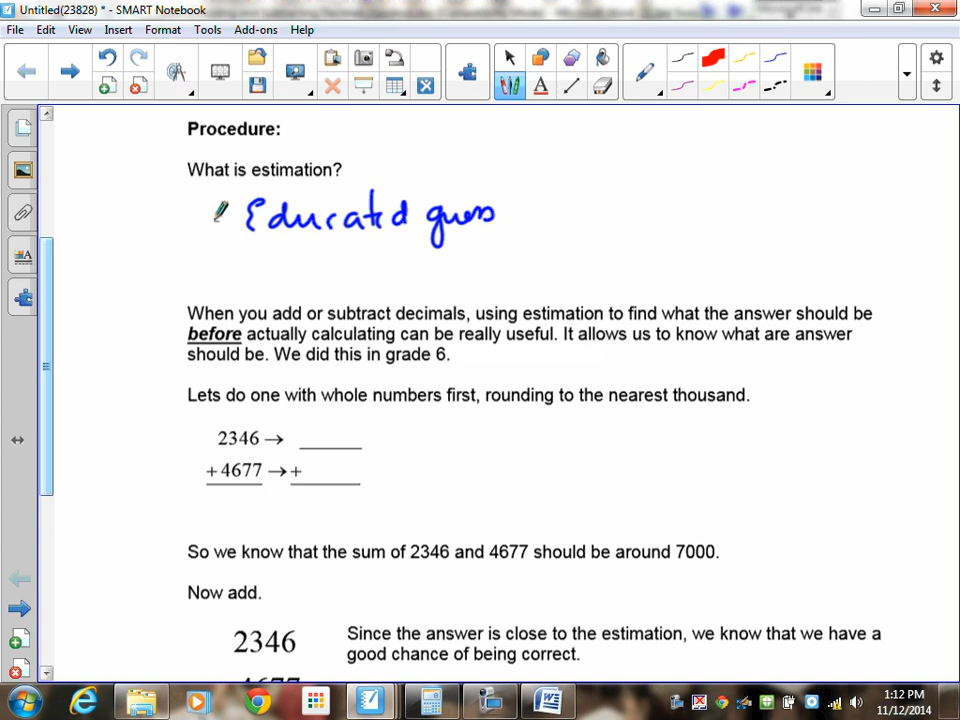 Untitled(23828) * - SMART Notebook
File Edit View Insert Format Tools Add-ons Help
Procedure:
What is estimation?
Educated guess
When you add or subtract decimals, using estimation to find what the answer should be
before actually calculating can be really useful. It allows us to know what are answer
should be. We did this in grade 6.
Lets do one with whole numbers first, rounding to the nearest thousand.
2346 → ______
+ 4677 → + ______
So we know that the sum of 2346 and 4677 should be around 7000.
Now add.
2346
Since the answer is close to the estimation, we know that we have a
good chance of being correct.
4677
1:12 PM
11/12/2014